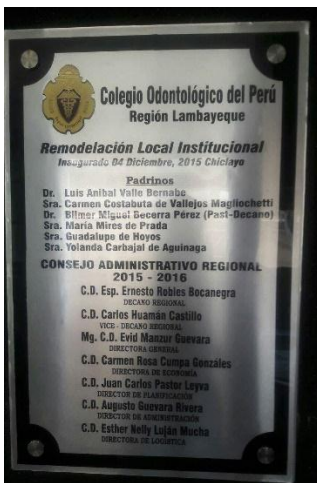 Colegio Odontológico del Perú
Región Lambayeque
Remodelación Local Institucional
Inaugurado 04 Diciembre, 2015 Chiclayo
Padrinos
Dr. Luis Anibal Valle Bernabe
Sra. Carmen Costabuta de Vallejos Magliochetti
Dr. Bilmer Miguel Becerra Pérez (Past-Decano)
Sra. María Mires de Prada
Sra. Guadalupe de Hoyos
Sra. Yolanda Carbajal de Aguinaga
CONSEJO ADMINISTRATIVO REGIONAL
2015 - 2016
C.D. Esp. Ernesto Robles Bocanegra
DECANO REGIONAL
C.D. Carlos Huamán Castillo
VICE - DECANO REGIONAL
Mg. C.D. Evid Manzur Guevara
DIRECTORA GENERAL
C.D. Carmen Rosa Cumpa Gonzáles
DIRECTORA DE ECONOMÍA
C.D. Juan Carlos Pastor Leyva
DIRECTOR DE PLANIFICACIÓN
C.D. Augusto Guevara Rivera
DIRECTOR DE ADMINISTRACIÓN
C.D. Esther Nelly Luján Mucha
DIRECTORA DE LOGÍSTICA